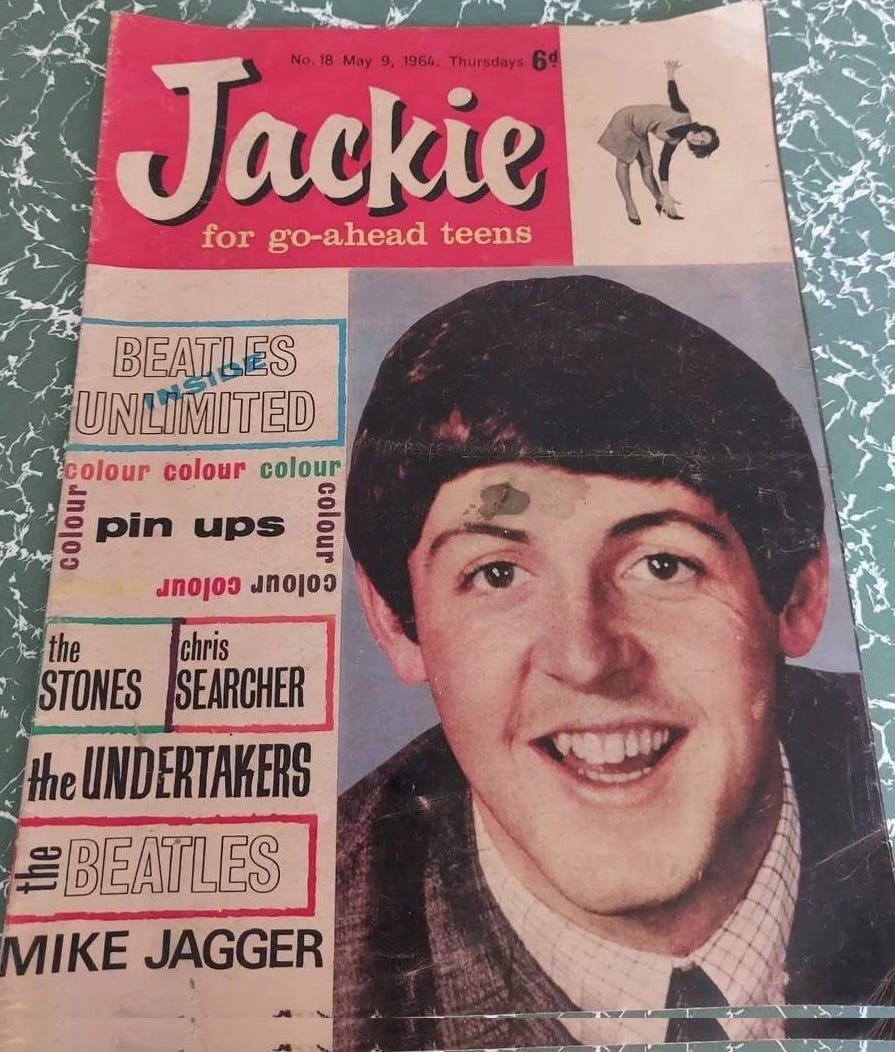 No. 18 May 9, 1964. Thursdays 6d
Jackie
for go-ahead teens
BEATLES
INSIDE
UNLIMITED
colour colour colour
colour
pin ups
colour
colour colour
the
STONES
chris
SEARCHER
the UNDERTAKERS
the BEATLES
MIKE JAGGER